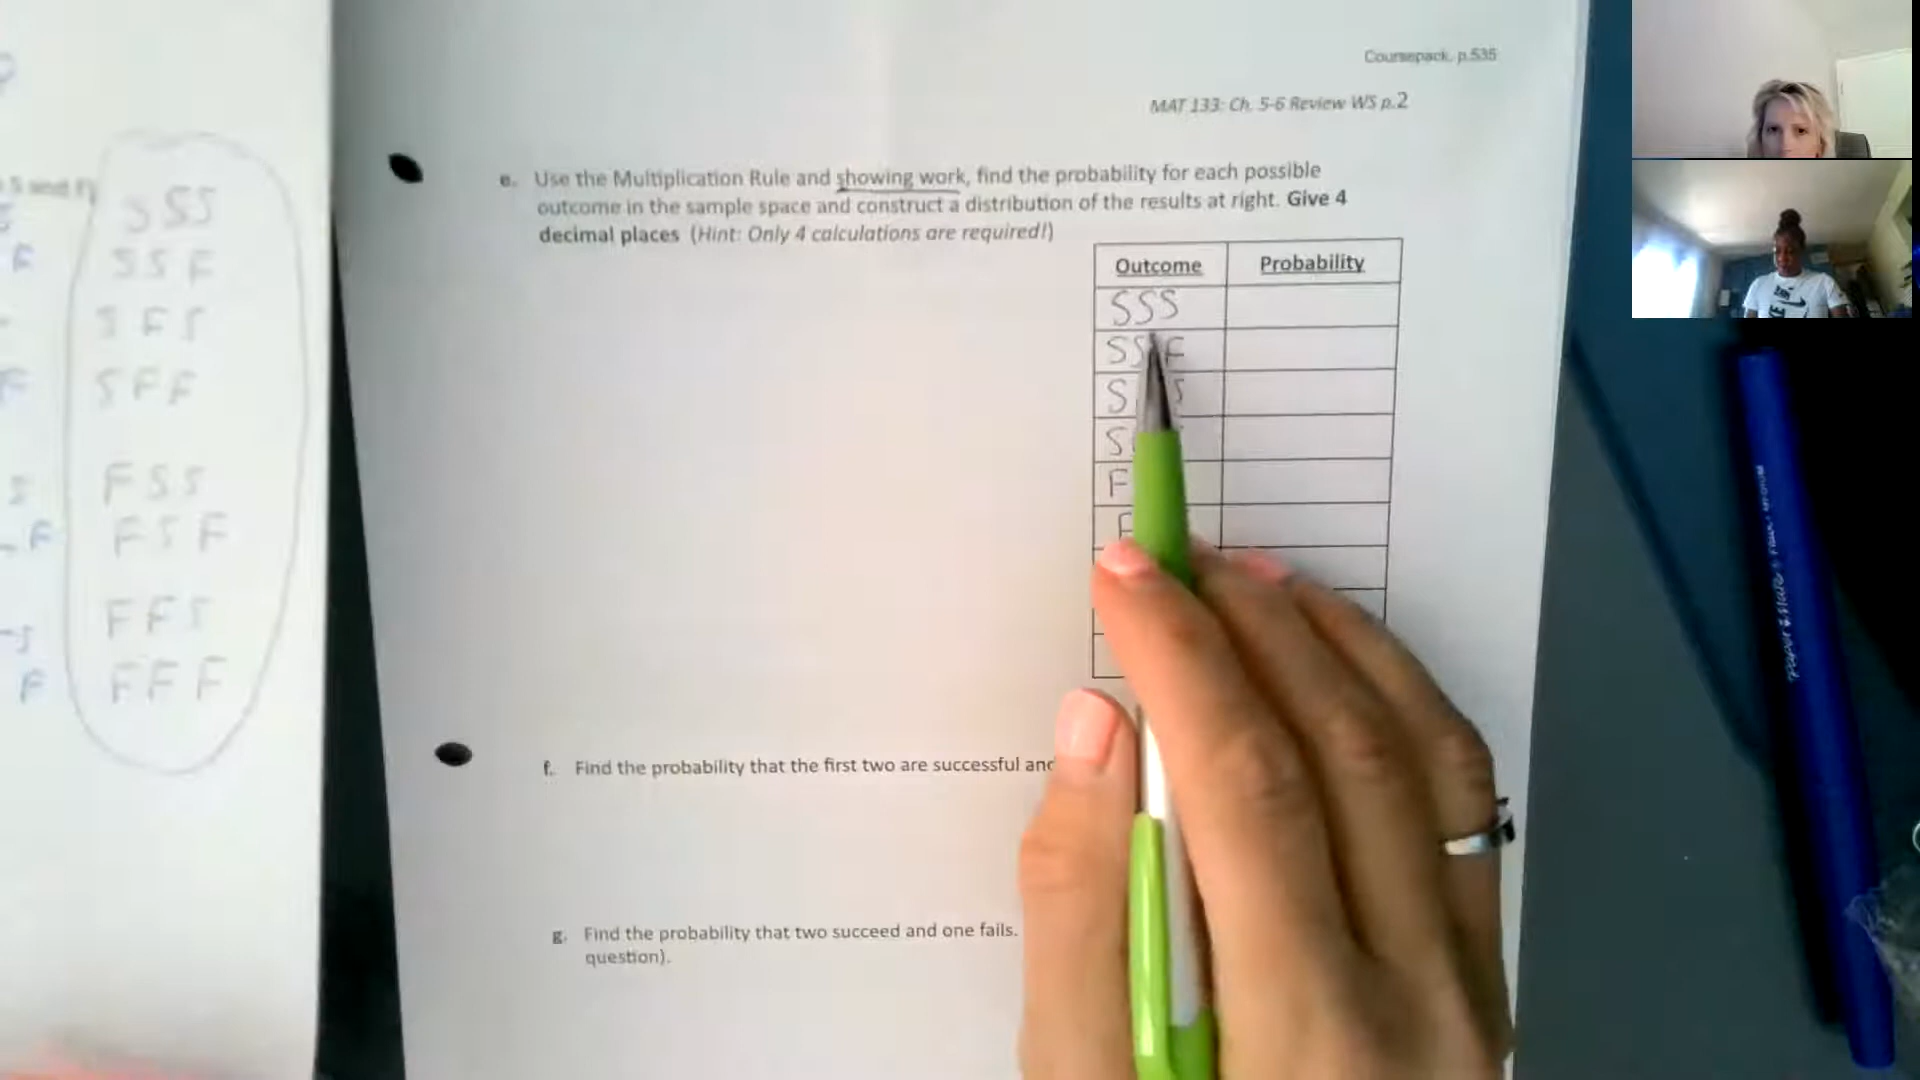 Coursepack, p.535
MAT 133: Ch. 5-6 Review WS p.2
e. Use the Multiplication Rule and showing work, find the probability for each possible
outcome in the sample space and construct a distribution of the results at right. Give 4
decimal places (Hint: Only 4 calculations are required!)
Outcome Probability
SSS
SSF
S S
S
F
F
f. Find the probability that the first two are successful and
g. Find the probability that two succeed and one fails.
question).
S and F)
SSS
SSF
SFS
SFF
FSS
FSF
FFS
FFF
F
F
S
F
S
F